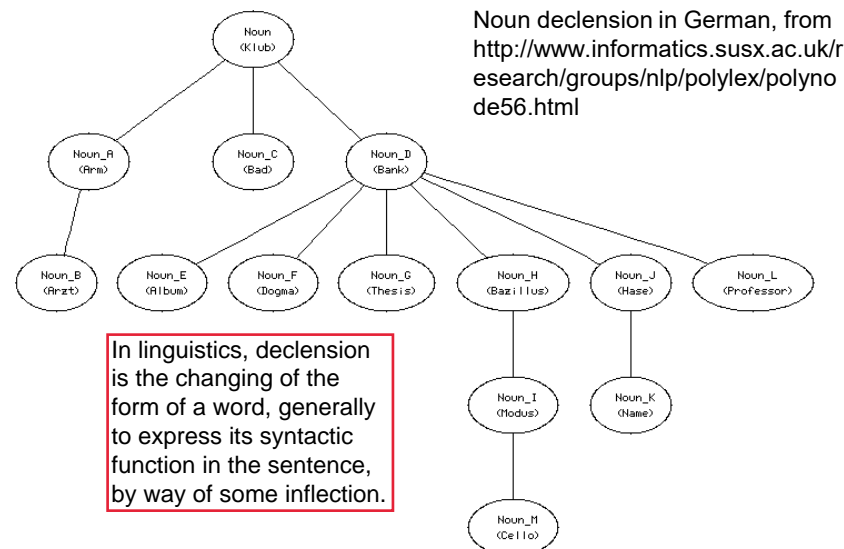 Noun declension in German, from
http://www.informatics.susx.ac.uk/r
esearch/groups/nlp/polylex/polyno
de56.html
Noun
(Klub)
Noun_A
(Arm)
Noun_C
(Bad)
Noun_D
(Bank)
Noun_B
(Arzt)
Noun_E
(Album)
Noun_F
(Dogma)
Noun_G
(Thesis)
Noun_H
(Bazillus)
Noun_J
(Hase)
Noun_L
(Professor)
In linguistics, declension
is the changing of the
form of a word, generally
to express its syntactic
function in the sentence,
by way of some inflection.
Noun_I
(Modus)
Noun_K
(Name)
Noun_M
(Cello)